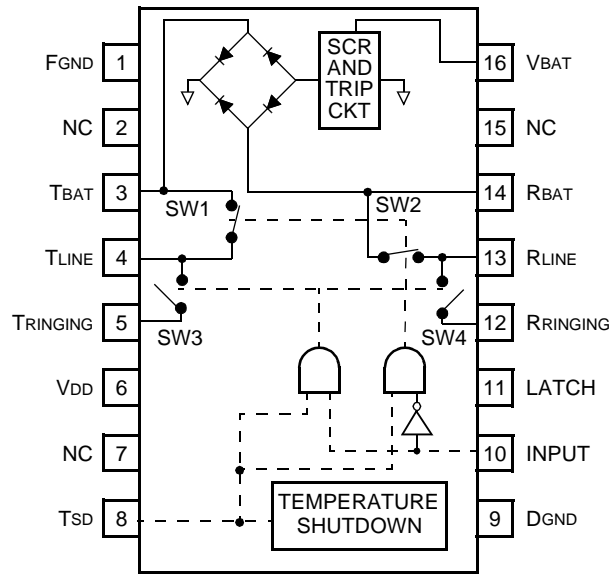 FGND 1
SCR
AND
TRIP
CKT
16 VBAT
NC 2
15 NC
TBAT 3
14 RBAT
SW1
SW2
TLINE 4
13 RLINE
TRINGING 5
12 RRINGING
SW3
SW4
VDD 6
11 LATCH
NC 7
10 INPUT
TSD 8
TEMPERATURE
SHUTDOWN
9 DGND